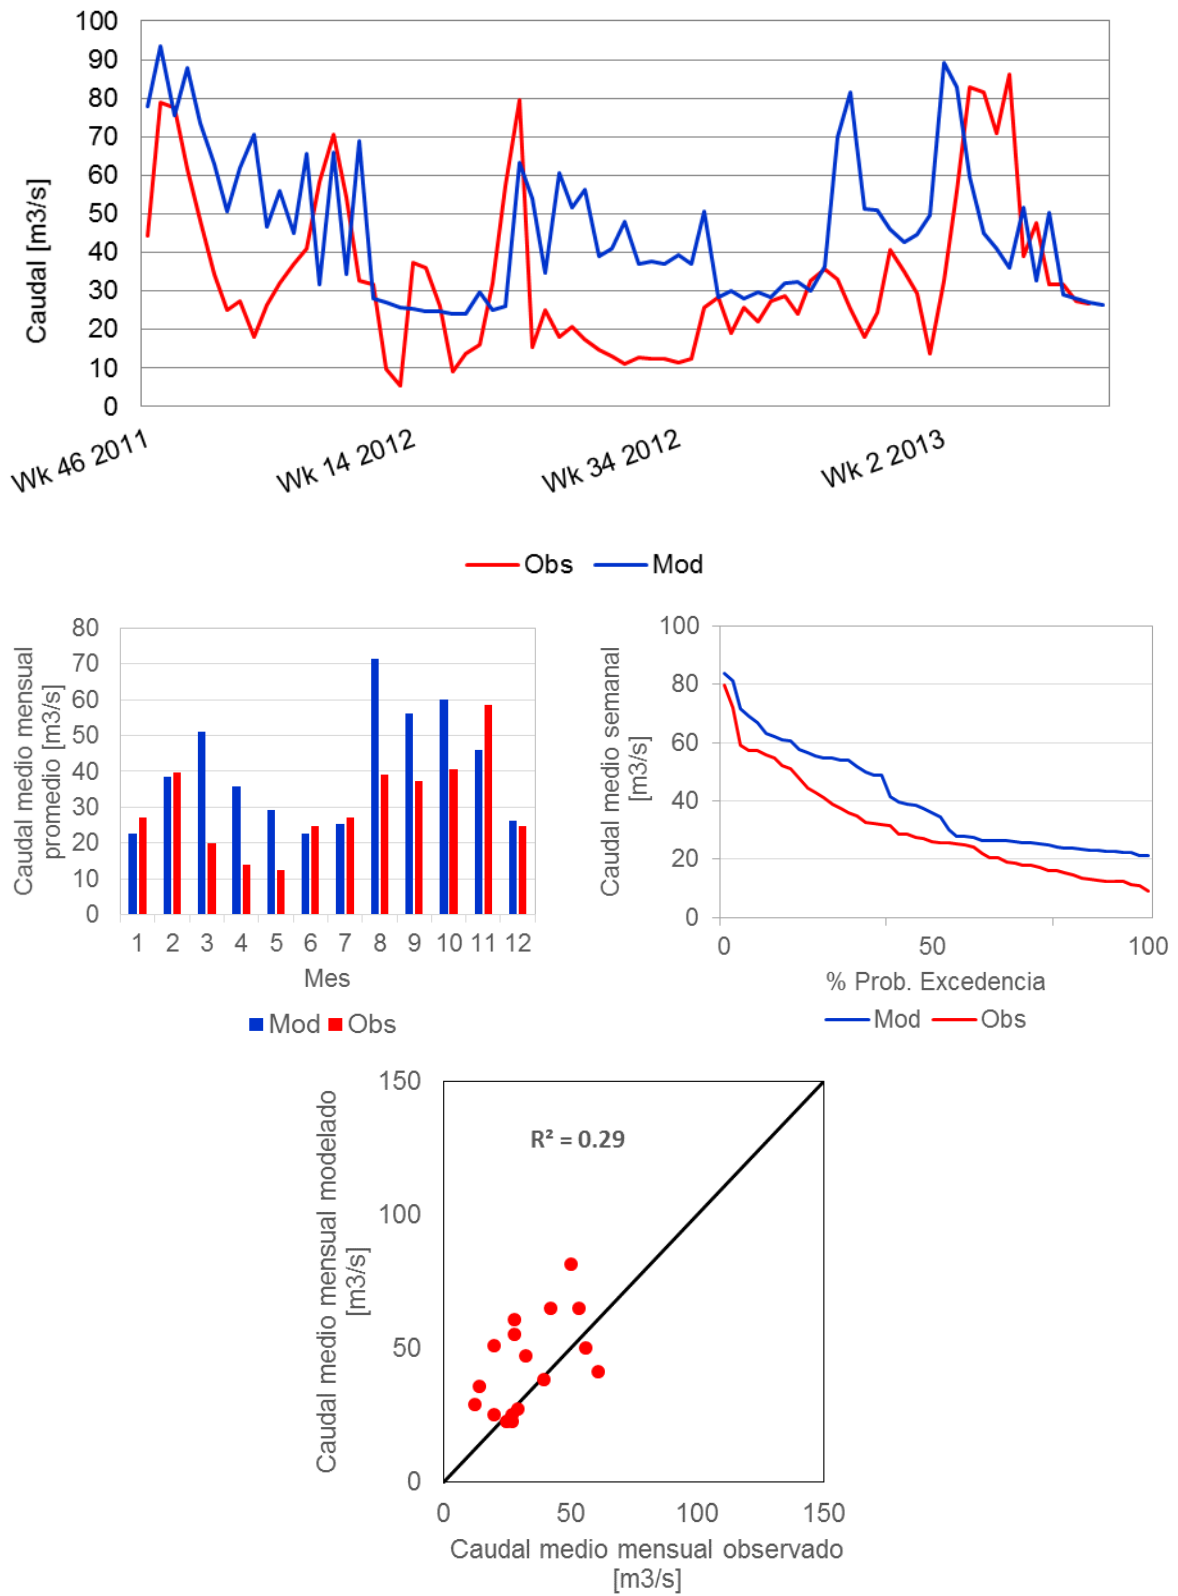 100
90
80
70
60
50
40
30
20
10
0
Caudal [m3/s]
Wk 46 2011
Wk 14 2012
Wk 34 2012
Wk 2 2013
Obs
Mod
Caudal medio mensual
promedio [m3/s]
80
70
60
50
40
30
20
10
0
1 2 3 4 5 6 7 8 9 10 11 12
Mes
Mod Obs
Caudal medio semanal
[m3/s]
100
80
60
40
20
0
0 50 100
% Prob. Excedencia
Mod Obs
Caudal medio mensual modelado
[m3/s]
150
100
50
0
R² = 0.29
0 50 100 150
Caudal medio mensual observado
[m3/s]